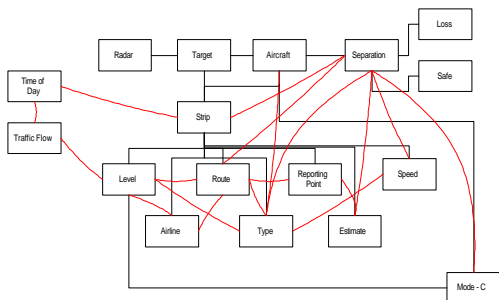 Loss
Radar
Target
Aircraft
Separation
Safe
Time of
Day
Strip
Traffic Flow
Level
Route
Reporting
Point
Speed
Airline
Type
Estimate
Mode - C